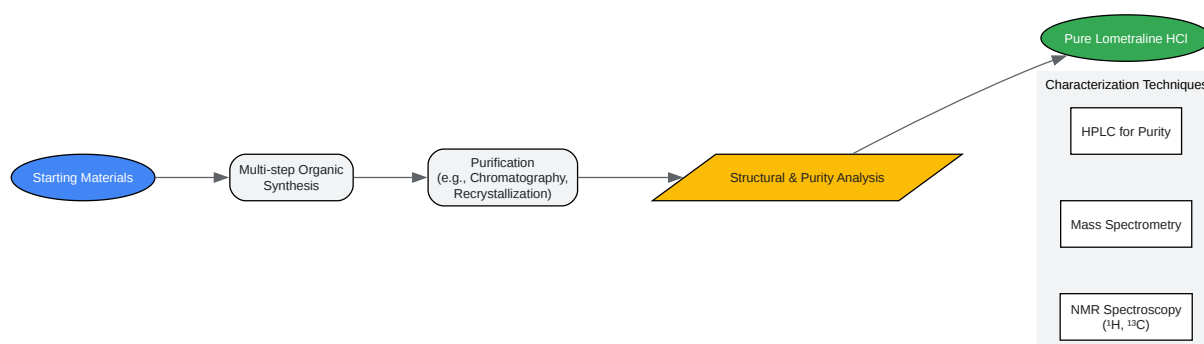 Starting Materials
Multi-step Organic
Synthesis
Purification
(e.g., Chromatography,
Recrystallization)
Structural & Purity Analysis
Pure Lometraline HCl
Characterization Techniques
HPLC for Purity
Mass Spectrometry
NMR Spectroscopy
(¹H, ¹³C)